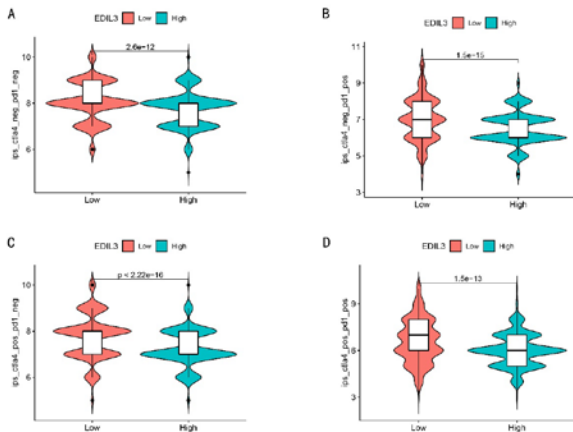 A
EDIL3 Low High
2.6e-12
10
8
6
ips_ctla4_neg_pd1_neg
Low High
B
EDIL3 Low High
1.5e-15
11
9
7
5
3
ips_ctla4_neg_pd1_pos
Low High
C
EDIL3 Low High
p < 2.22e-16
10
8
6
ips_ctla4_pos_pd1_neg
Low High
D
EDIL3 Low High
1.5e-13
9
6
3
ips_ctla4_pos_pd1_pos
Low High